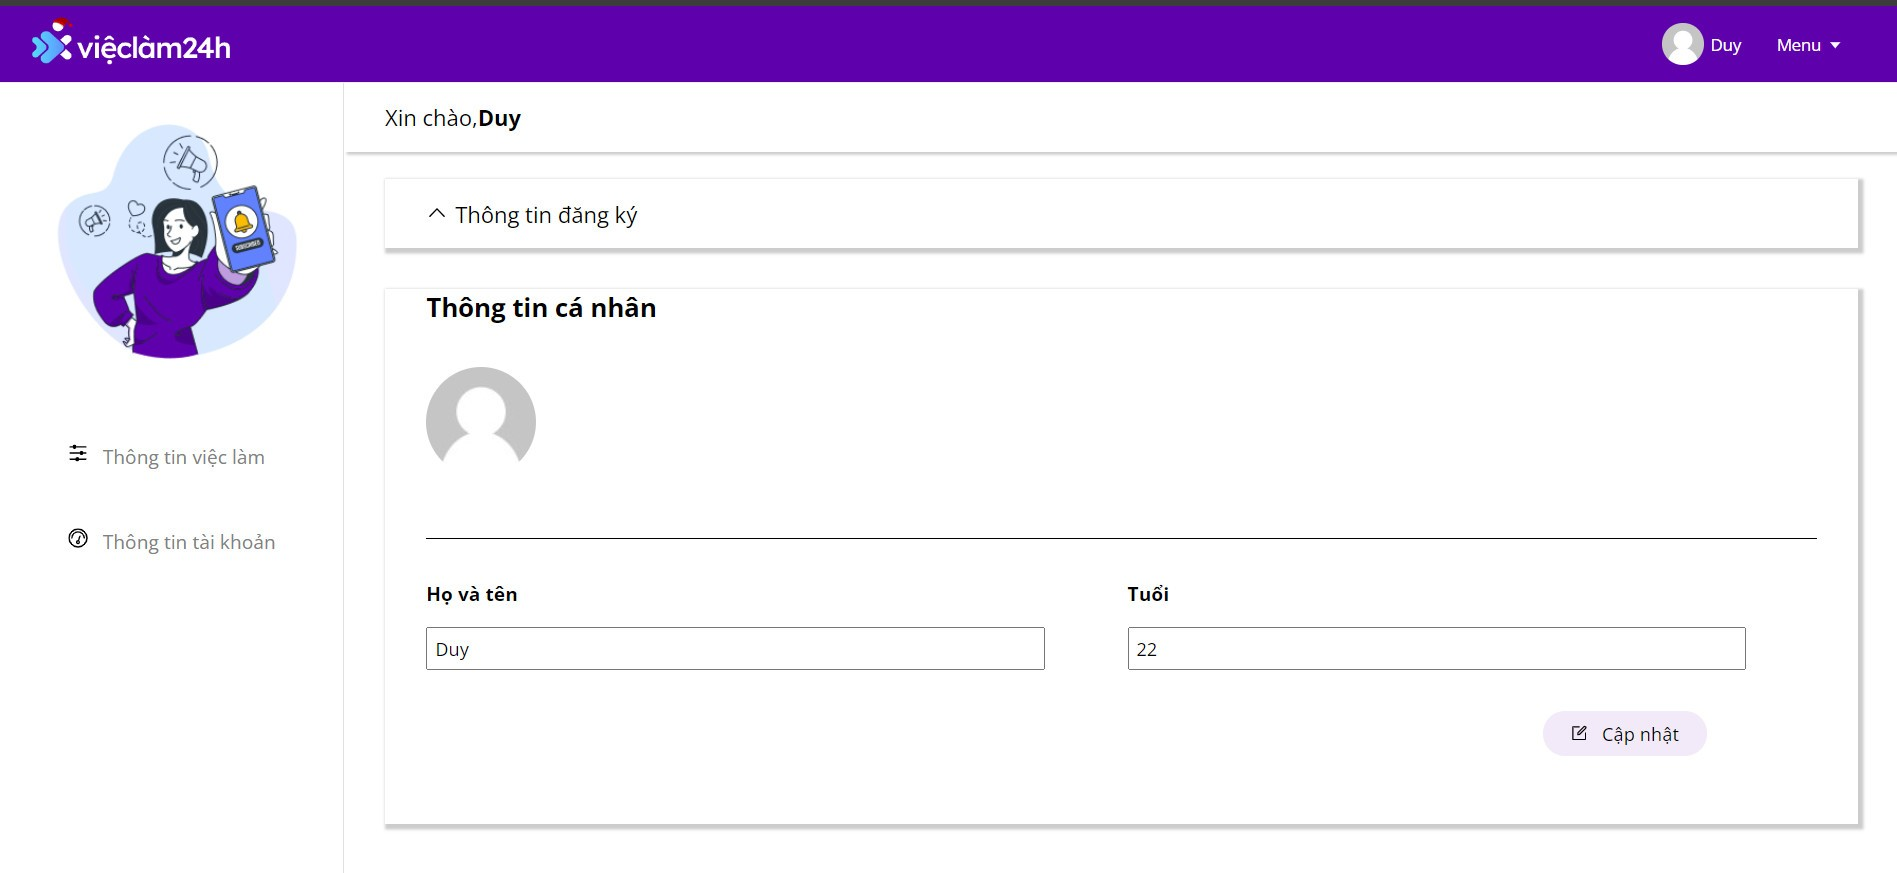 việclàm24h
Duy
Menu
Xin chào,Duy
Thông tin đăng ký
SUBSCRIBED
Thông tin cá nhân
Thông tin việc làm
Thông tin tài khoản
Họ và tên
Tuổi
Duy
22
Cập nhật